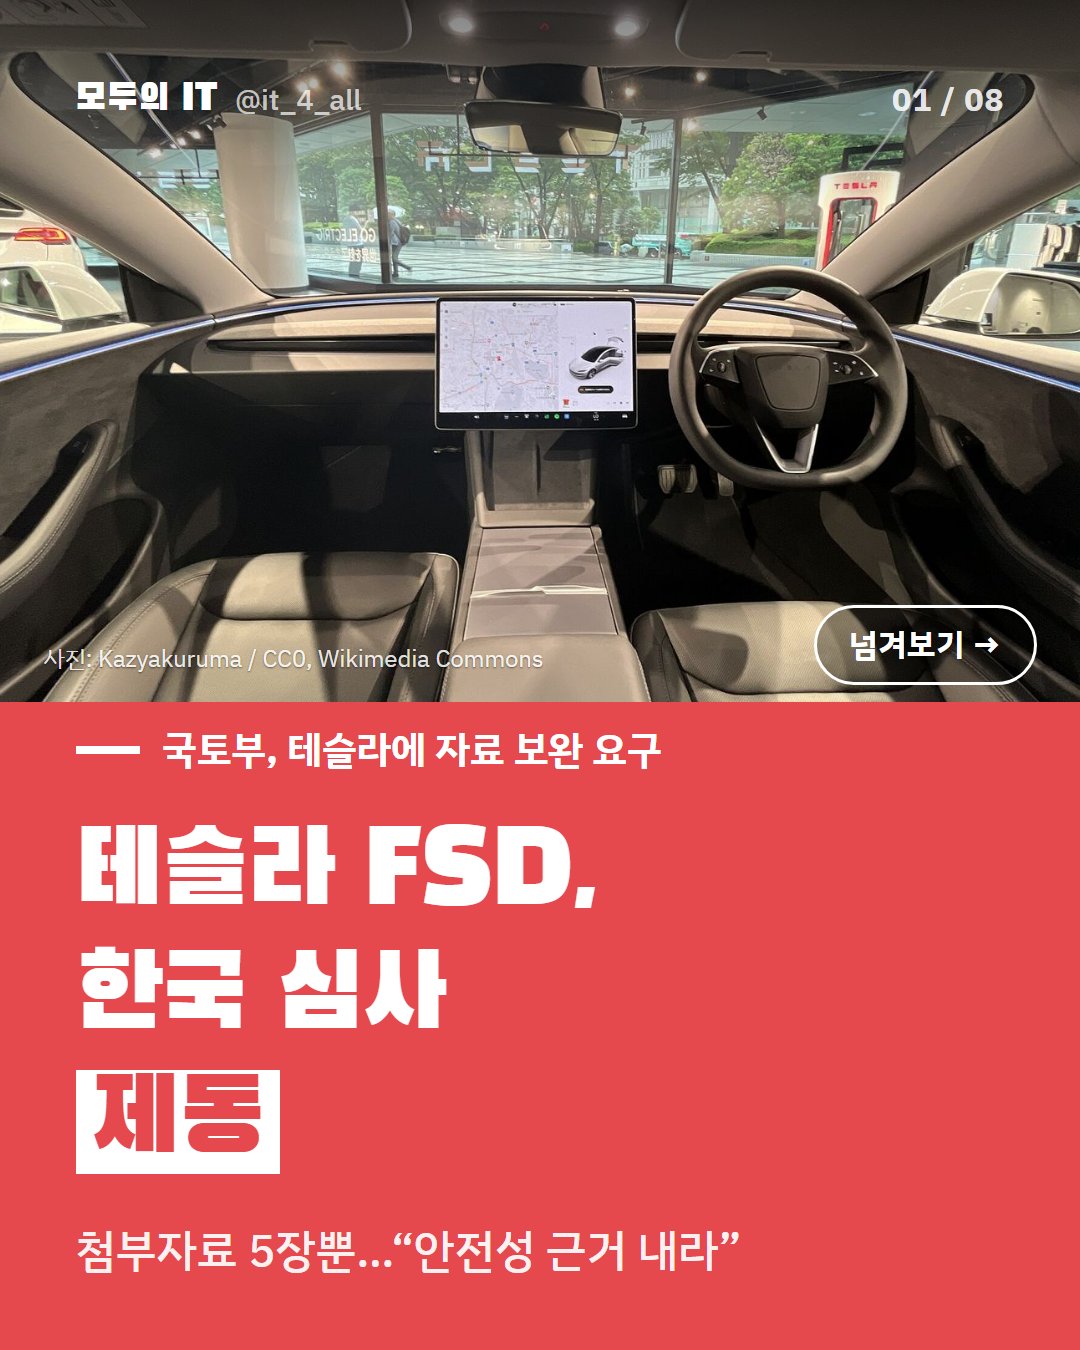 모두의 IT @it_4_all
01 / 08
TESLA
넘겨보기 →
사진: Kazyakuruma / CC0, Wikimedia Commons
국토부, 테슬라에 자료 보완 요구
테슬라 FSD,
한국 심사
제동
첨부자료 5장뿐…“안전성 근거 내라”